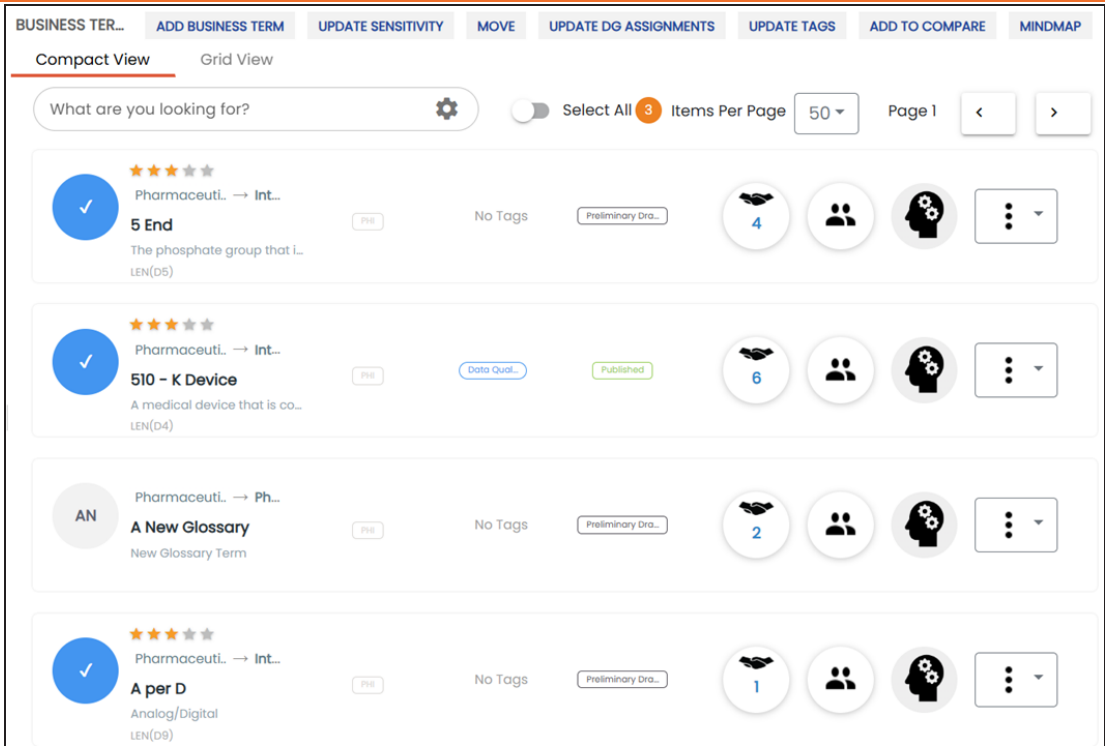 BUSINESS TER... ADD BUSINESS TERM UPDATE SENSITIVITY MOVE UPDATE DG ASSIGNMENTS UPDATE TAGS ADD TO COMPARE MINDMAP
Compact View Grid View
What are you looking for? Select All 3 Items Per Page 50 Page 1 < >
Pharmaceuti.. → Int...
5 End PHI No Tags Preliminary Dra... 4
The phosphate group that i...
LEN(D5)
Pharmaceuti.. → Int...
510 - K Device PHI Data Qual... Published 6
A medical device that is co...
LEN(D4)
Pharmaceuti.. → Ph...
AN A New Glossary PHI No Tags Preliminary Dra... 2
New Glossary Term
Pharmaceuti.. → Int...
A per D PHI No Tags Preliminary Dra... 1
Analog/Digital
LEN(D9)